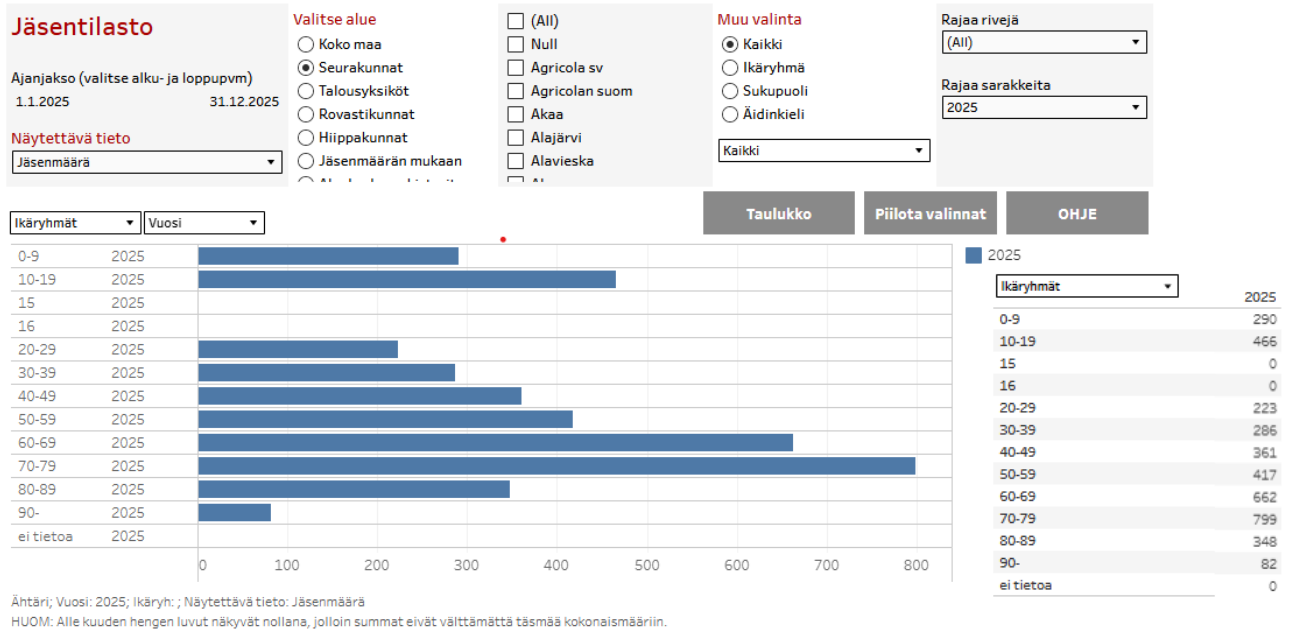 Jäsentilasto
Ajanjakso (valitse alku- ja loppupvm)
1.1.2025 31.12.2025
Näytettävä tieto
Jäsenmäärä
Valitse alue
Koko maa
Seurakunnat
Talousyksiköt
Rovastikunnat
Hiippakunnat
Jäsenmäärän mukaan
(All)
Null
Agricola sv
Agricolan suom
Akaa
Alajärvi
Alavieska
Muu valinta
Kaikki
Ikäryhmä
Sukupuoli
Äidinkieli
Kaikki
Rajaa rivejä
(All)
Rajaa sarakkeita
2025
Taulukko Piilota valinnat OHJE
Ikäryhmät Vuosi
0-9 2025
10-19 2025
15 2025
16 2025
20-29 2025
30-39 2025
40-49 2025
50-59 2025
60-69 2025
70-79 2025
80-89 2025
90- 2025
ei tietoa 2025
0 100 200 300 400 500 600 700 800
2025
Ikäryhmät 2025
0-9 290
10-19 466
15 0
16 0
20-29 223
30-39 286
40-49 361
50-59 417
60-69 662
70-79 799
80-89 348
90- 82
ei tietoa 0
Ähtäri; Vuosi: 2025; Ikäryh: ; Näytettävä tieto: Jäsenmäärä
HUOM: Alle kuuden hengen luvut näkyvät nollana, jolloin summat eivät välttämättä täsmää kokonaismääriin.